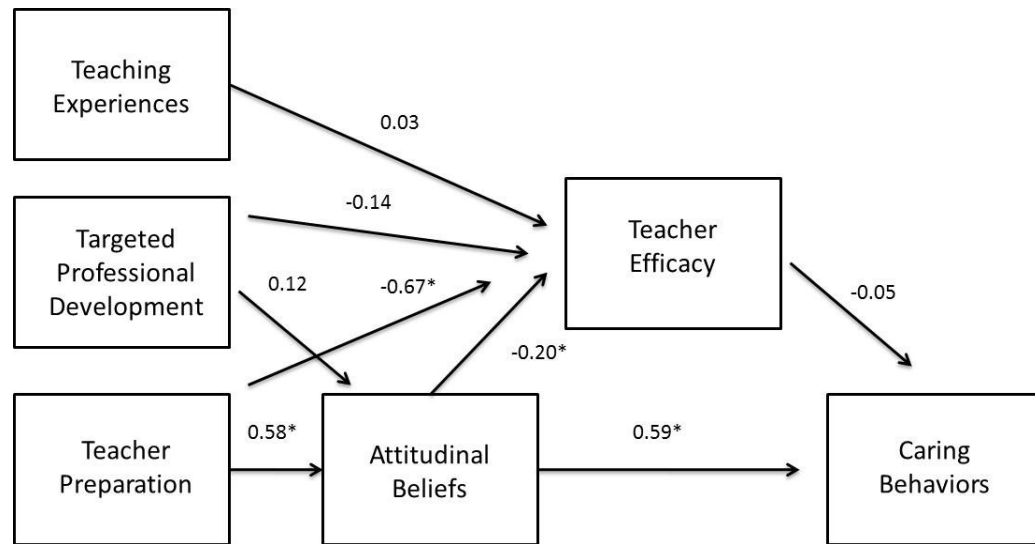 Teaching
Experiences
0.03
-0.14
Targeted
Professional
Development
0.12
-0.67*
Teacher
Efficacy
-0.05
-0.20*
Teacher
Preparation
0.58*
Attitudinal
Beliefs
0.59*
Caring
Behaviors